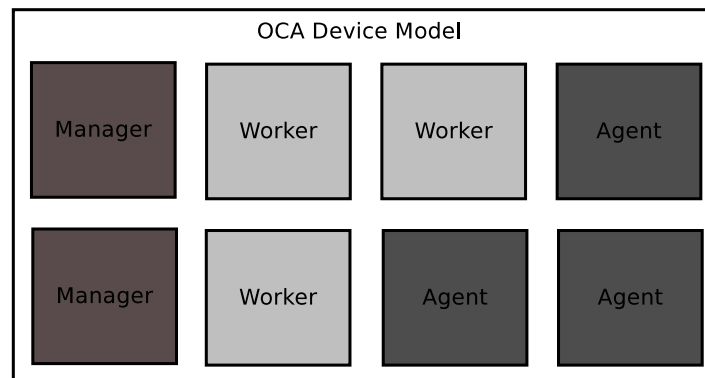 OCA Device Model
Manager Worker Worker Agent
Manager Worker Agent Agent